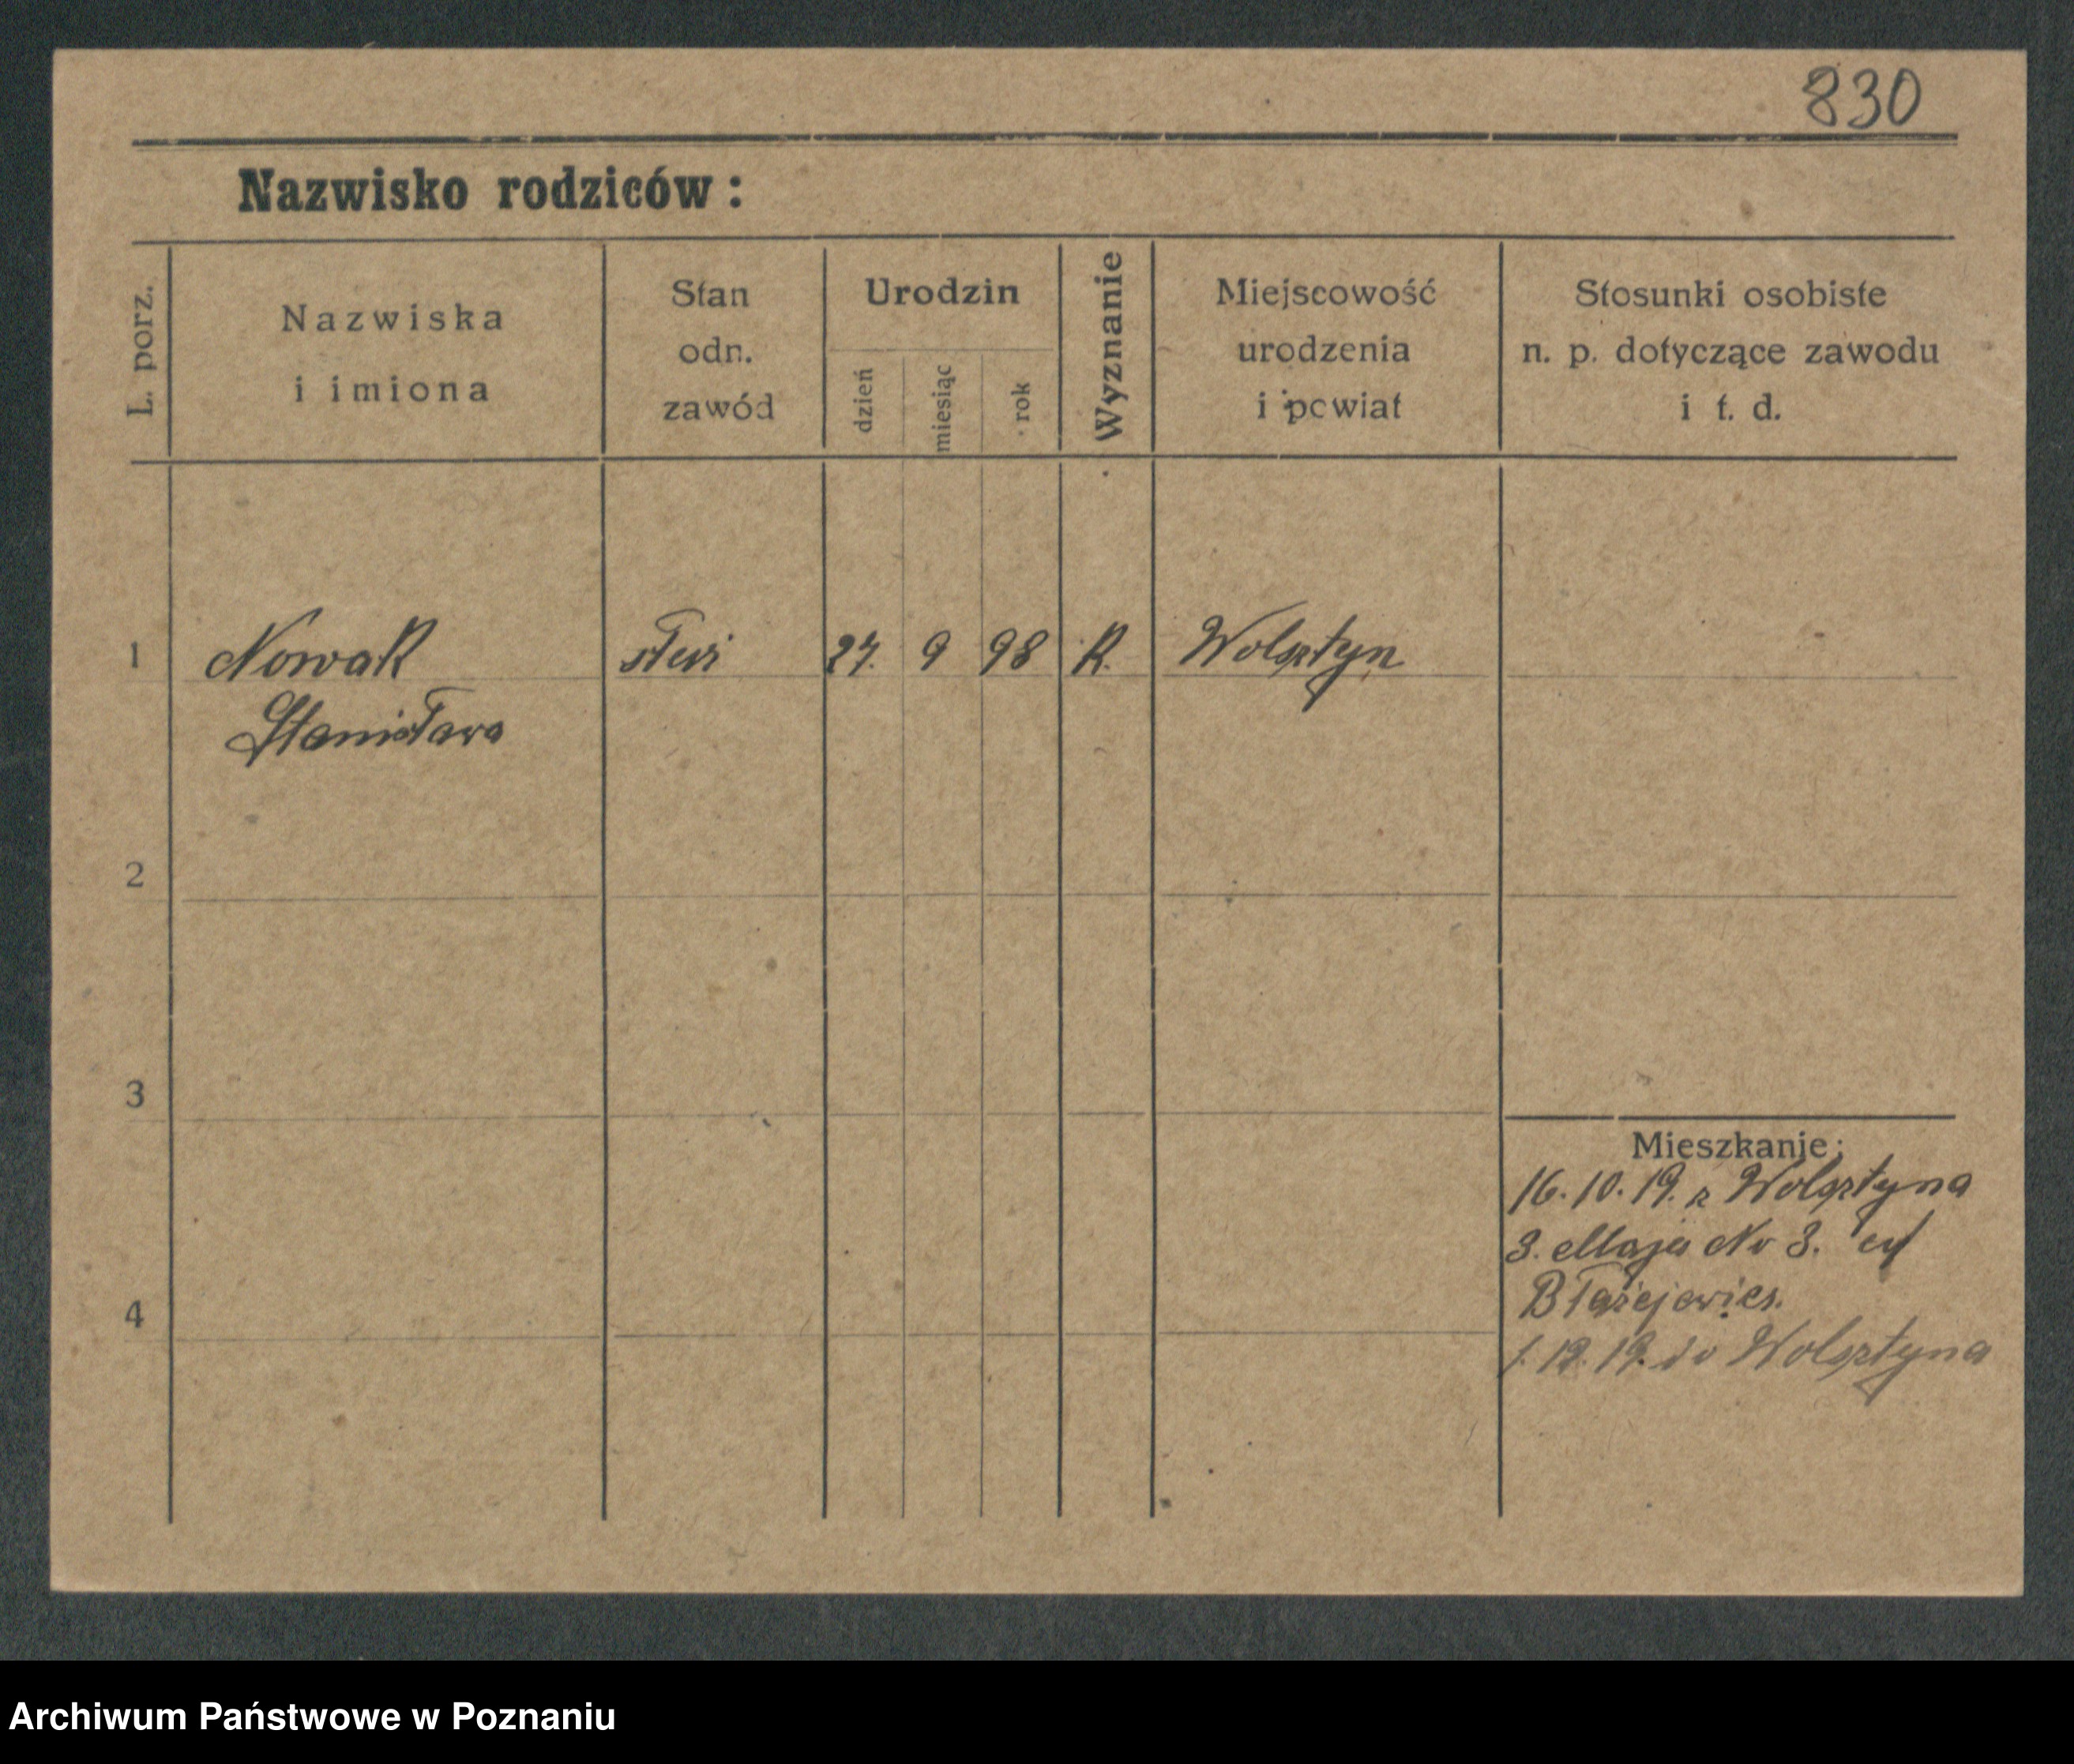 830
Nazwisko rodziców:
L. porz.
Nazwiska
i imiona
Stan
odn.
zawód
Urodzin
dzień
miesiąc
rok
Wyznanie
Miejscowość
urodzenia
i powiat
Stosunki osobiste
n. p. dotyczące zawodu
i t. d.
1 Nowak 9 98 K. Wolsztyn
Stanisława
2
3
4
Mieszkanie:
16. 10. 19. z Wolsztyna
3. Maja No 3.
Błażejewicz.
1. 12. 19. do Wolsztyna
Archiwum Państwowe w Poznaniu